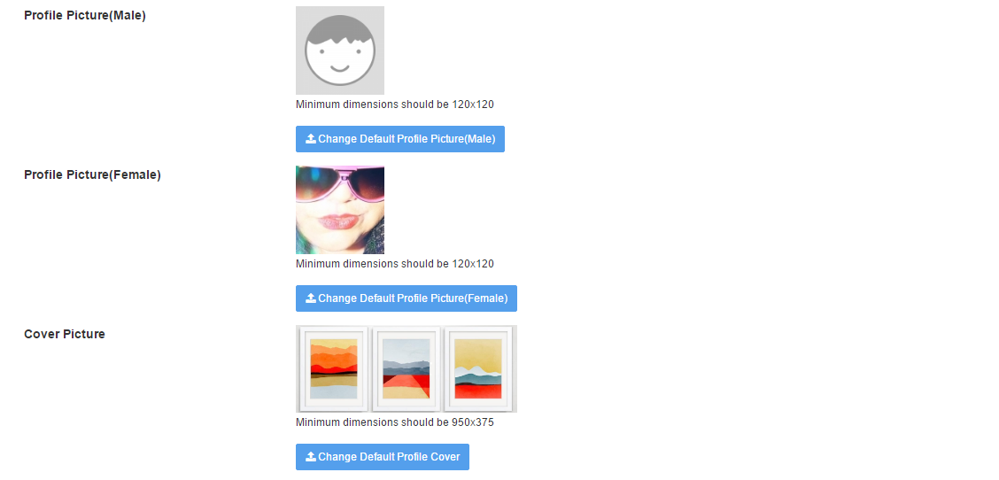 Profile Picture(Male)
Minimum dimensions should be 120x120
Change Default Profile Picture(Male)
Profile Picture(Female)
Minimum dimensions should be 120x120
Change Default Profile Picture(Female)
Cover Picture
Minimum dimensions should be 950x375
Change Default Profile Cover